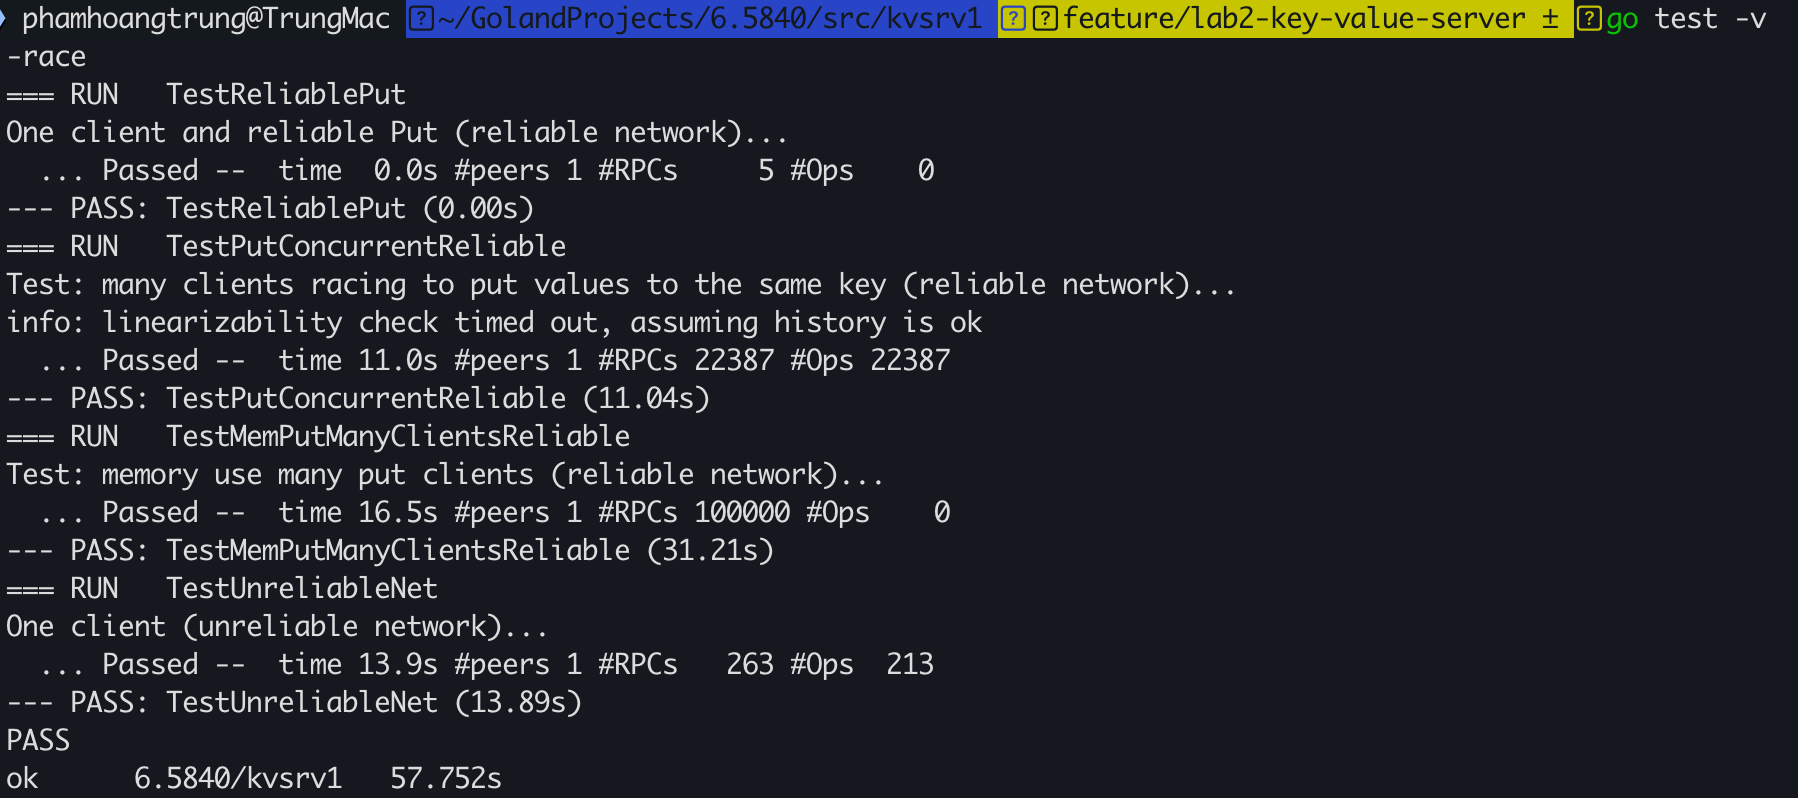 phamhoangtrung@TrungMac ~/GolandProjects/6.5840/src/kvsrv1 feature/lab2-key-value-server ± go test -v
-race
=== RUN   TestReliablePut
One client and reliable Put (reliable network)...
  ... Passed --  time  0.0s #peers 1 #RPCs     5 #Ops    0
--- PASS: TestReliablePut (0.00s)
=== RUN   TestPutConcurrentReliable
Test: many clients racing to put values to the same key (reliable network)...
info: linearizability check timed out, assuming history is ok
  ... Passed --  time 11.0s #peers 1 #RPCs 22387 #Ops 22387
--- PASS: TestPutConcurrentReliable (11.04s)
=== RUN   TestMemPutManyClientsReliable
Test: memory use many put clients (reliable network)...
  ... Passed --  time 16.5s #peers 1 #RPCs 100000 #Ops    0
--- PASS: TestMemPutManyClientsReliable (31.21s)
=== RUN   TestUnreliableNet
One client (unreliable network)...
  ... Passed --  time 13.9s #peers 1 #RPCs   263 #Ops  213
--- PASS: TestUnreliableNet (13.89s)
PASS
ok      6.5840/kvsrv1   57.752s